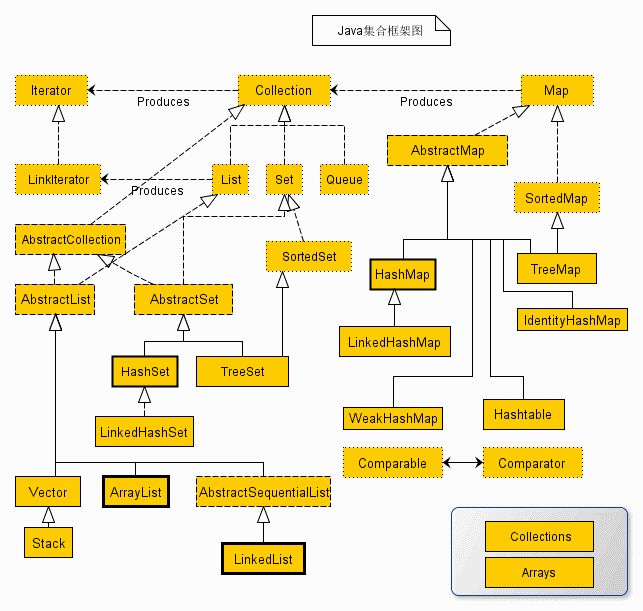 Java集合框架图
Iterator
Produces
Collection
Produces
Map
AbstractMap
LinkIterator
Produces
List
Set
Queue
SortedMap
AbstractCollection
SortedSet
HashMap
TreeMap
AbstractList
AbstractSet
IdentityHashMap
LinkedHashMap
HashSet
TreeSet
WeakHashMap
Hashtable
LinkedHashSet
Comparable
Comparator
Vector
ArrayList
AbstractSequentialList
Stack
LinkedList
Collections
Arrays